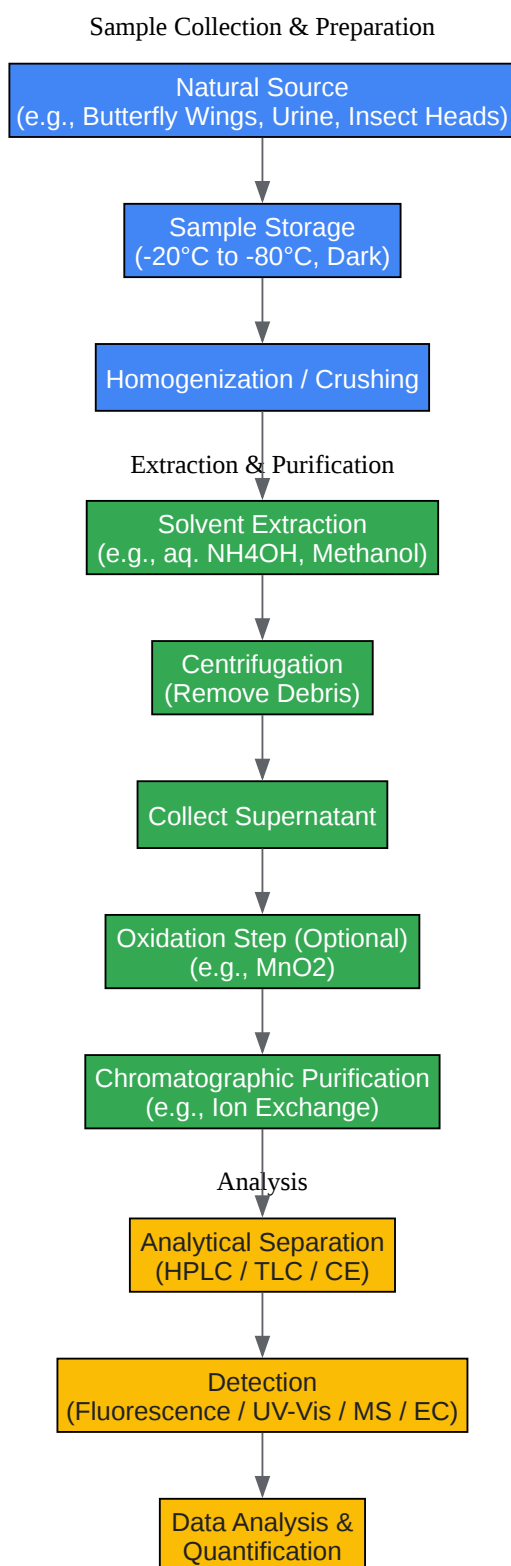 Sample Collection & Preparation
Natural Source
(e.g., Butterfly Wings, Urine, Insect Heads)
Sample Storage
(-20°C to -80°C, Dark)
Homogenization / Crushing
Extraction & Purification
Solvent Extraction
(e.g., aq. NH4OH, Methanol)
Centrifugation
(Remove Debris)
Collect Supernatant
Oxidation Step (Optional)
(e.g., MnO2)
Chromatographic Purification
(e.g., Ion Exchange)
Analysis
Analytical Separation
(HPLC / TLC / CE)
Detection
(Fluorescence / UV-Vis / MS / EC)
Data Analysis &
Quantification